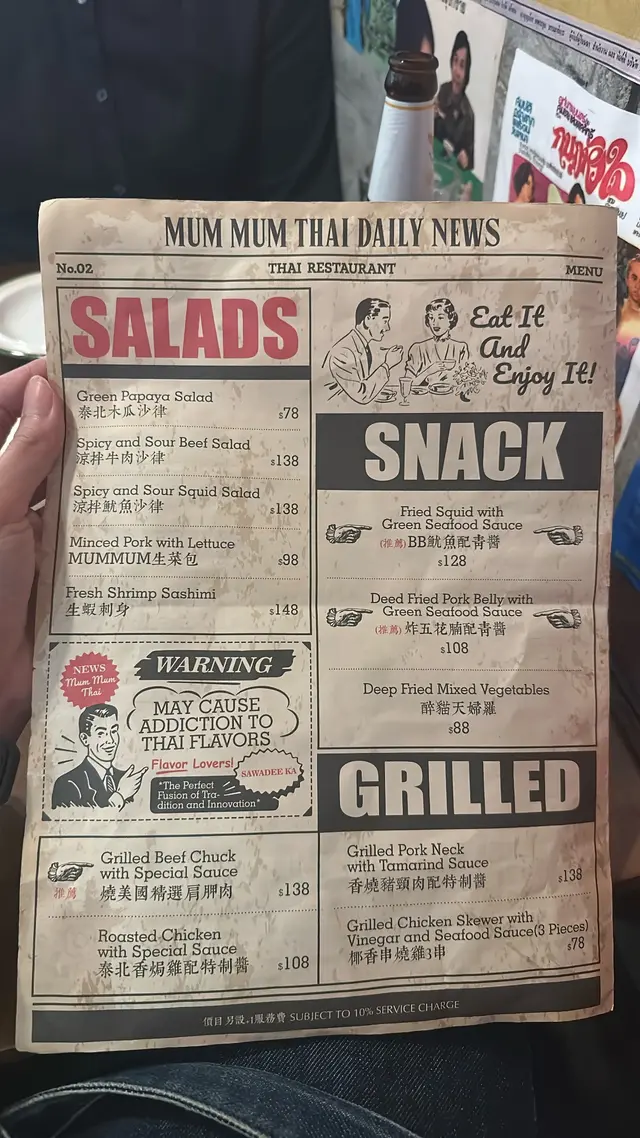 MUM MUM THAI DAILY NEWS
No.02
THAI RESTAURANT
MENU
SALADS
Green Papaya Salad
泰北木瓜沙律
$78
Spicy and Sour Beef Salad
涼拌牛肉沙律
$138
Spicy and Sour Squid Salad
涼拌魷魚沙律
$138
Minced Pork with Lettuce
MUMMUM生菜包
$98
Fresh Shrimp Sashimi
生蝦刺身
$148
NEWS
Mum Mum
Thai
WARNING
MAY CAUSE
ADDICTION TO
THAI FLAVORS
Flavor Lovers!
SAWADEE KA
"The Perfect
Fusion of Tra-
dition and Innovation"
Eat It
And
Enjoy It!
SNACK
Fried Squid with
Green Seafood Sauce
(推薦) BB魷魚配青醬
$128
Deed Fried Pork Belly with
Green Seafood Sauce
(推薦) 炸五花腩配青醬
$108
Deep Fried Mixed Vegetables
醉貓天婦羅
$88
GRILLED
Grilled Beef Chuck
with Special Sauce
推薦
燒美國精選肩胛肉
$138
Roasted Chicken
with Special Sauce
泰北香焗雞配特制醬
$108
Grilled Pork Neck
with Tamarind Sauce
香燒豬頸肉配特制醬
$138
Grilled Chicken Skewer with
Vinegar and Seafood Sauce(3 Pieces)
椰香串燒雞3串
$78
價目另設加1服務費 SUBJECT TO 10% SERVICE CHARGE